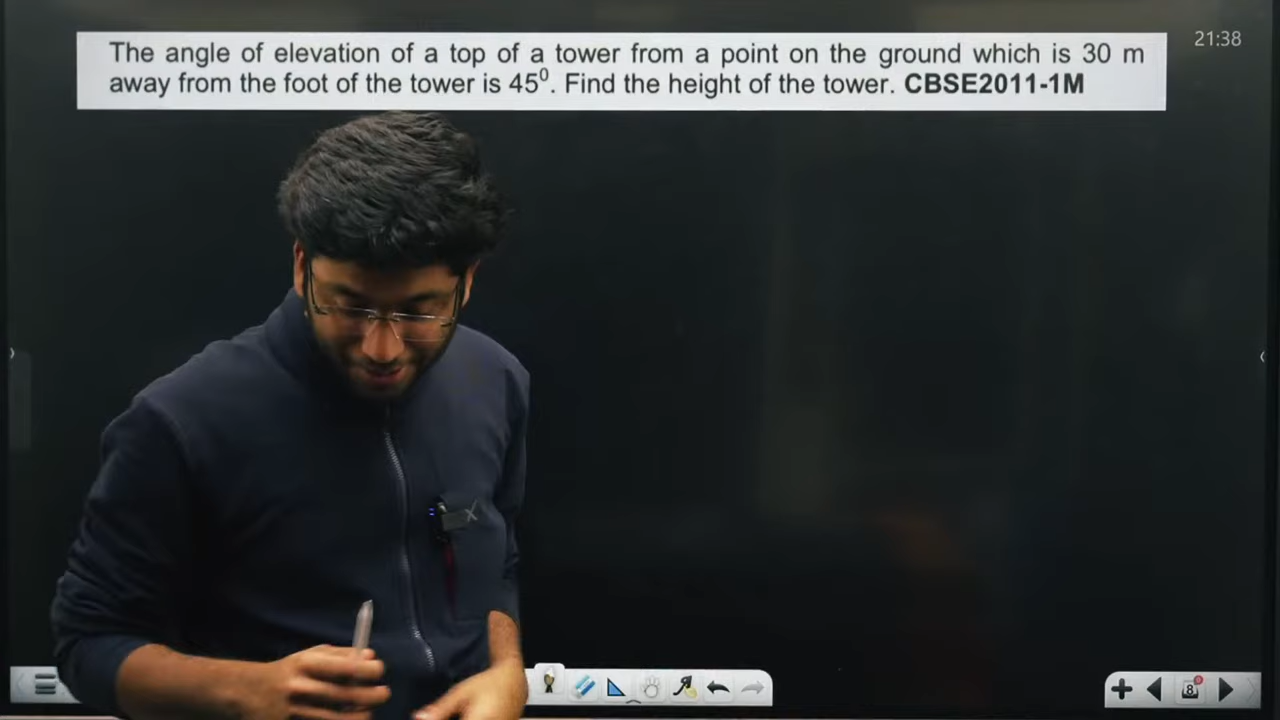 21:38
The angle of elevation of a top of a tower from a point on the ground which is 30 m
away from the foot of the tower is 45⁰. Find the height of the tower. CBSE2011-1M
8